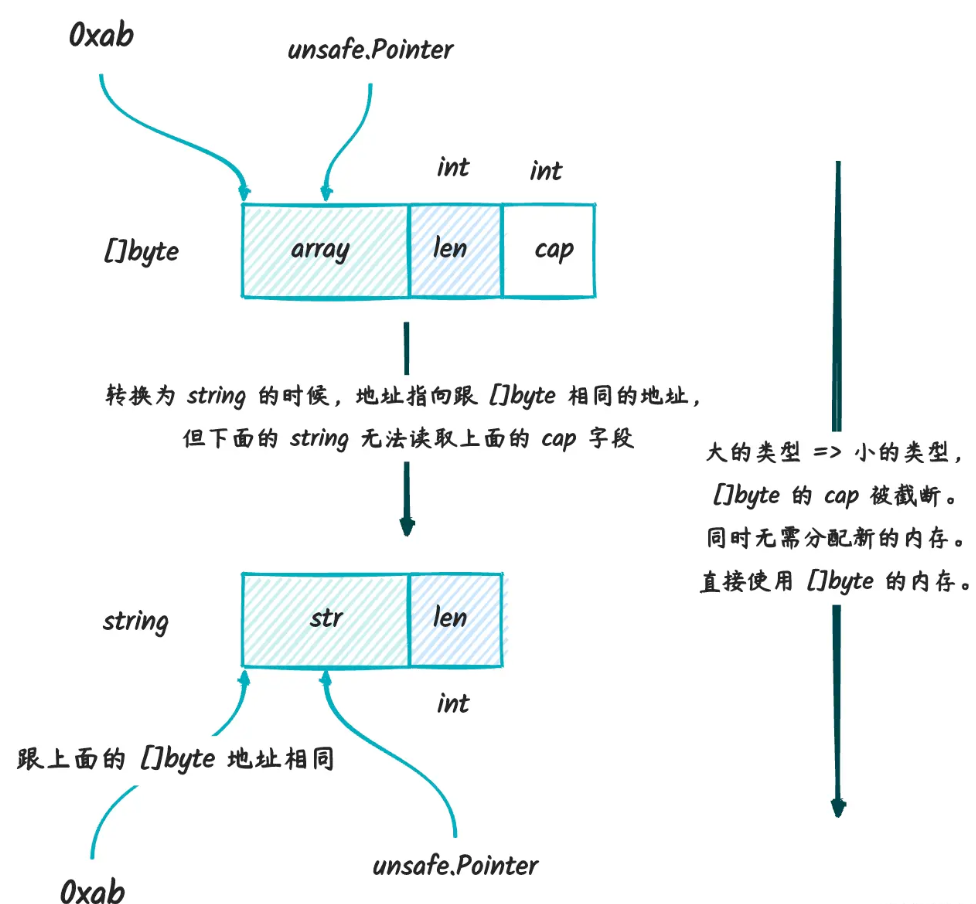 0xab
unsafe.Pointer
int
int
[]byte
array
len
cap
转换为 string 的时候，地址指向跟 []byte 相同的地址，
但下面的 string 无法读取上面的 cap 字段
大的类型 => 小的类型，
[]byte 的 cap 被截断。
同时无需分配新的内存。
直接使用 []byte 的内存。
string
str
len
int
跟上面的 []byte 地址相同
unsafe.Pointer
0xab